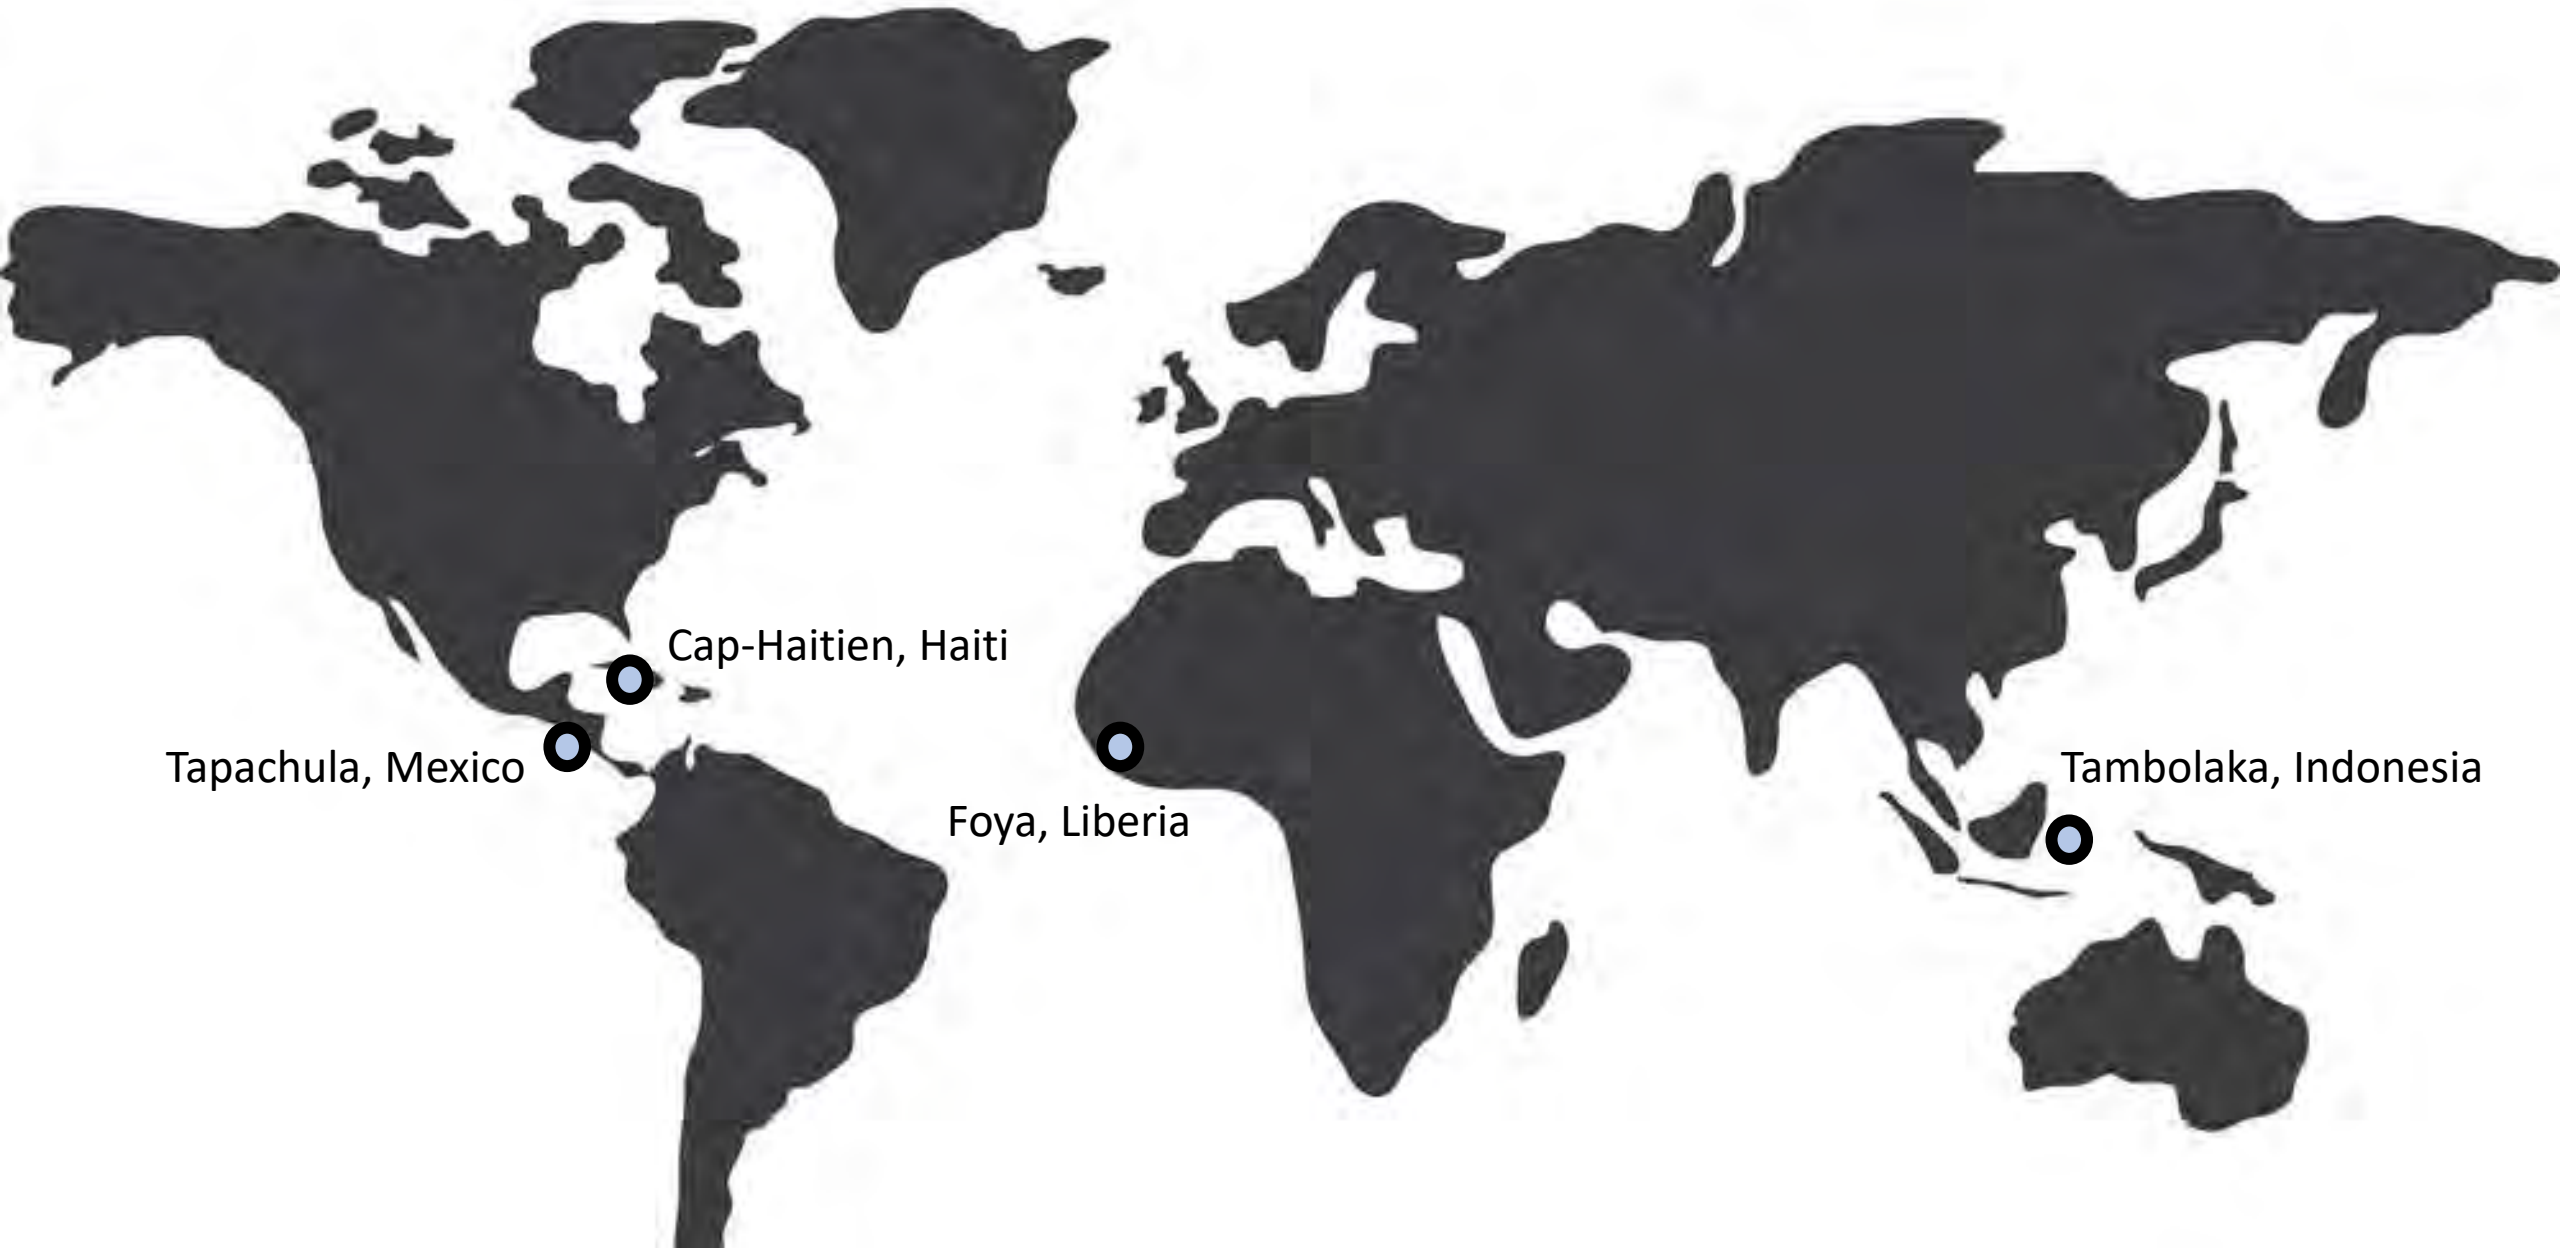 Cap-Haitien, Haiti
Tapachula, Mexico
Tambolaka, Indonesia
Foya, Liberia